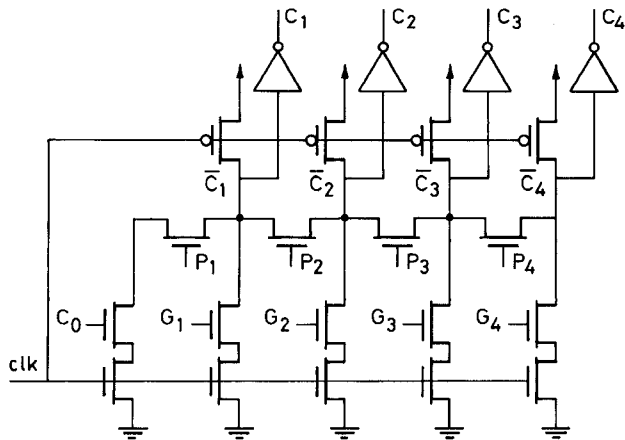 C₁ C₂ C₃ C₄
C̅₁ C̅₂ C̅₃ C̅₄
P₁ P₂ P₃ P₄
C₀ G₁ G₂ G₃ G₄
clk